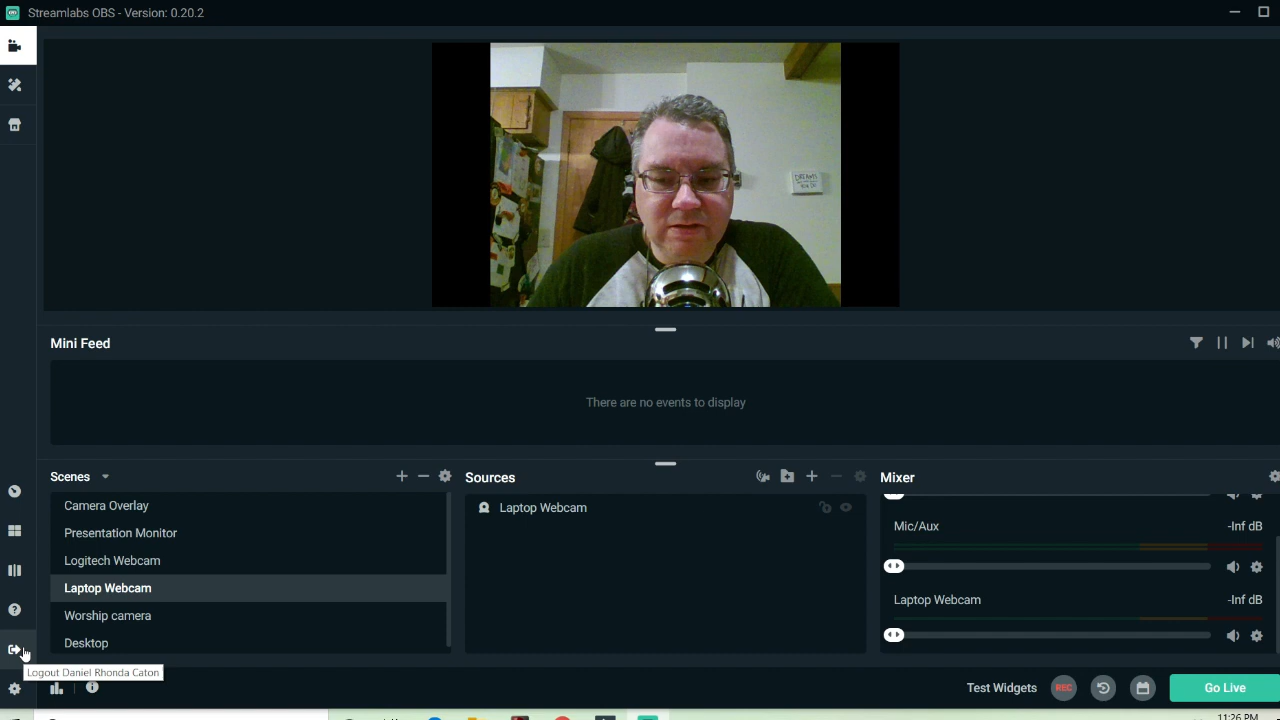 Streamlabs OBS - Version: 0.20.2
DREAMS
Mini Feed
There are no events to display
Scenes
Sources
Mixer
Camera Overlay
Presentation Monitor
Logitech Webcam
Laptop Webcam
Worship camera
Desktop
Laptop Webcam
Mic/Aux -Inf dB
Laptop Webcam -Inf dB
Logout Daniel Rhonda Caton
Test Widgets REC Go Live
11:26 PM